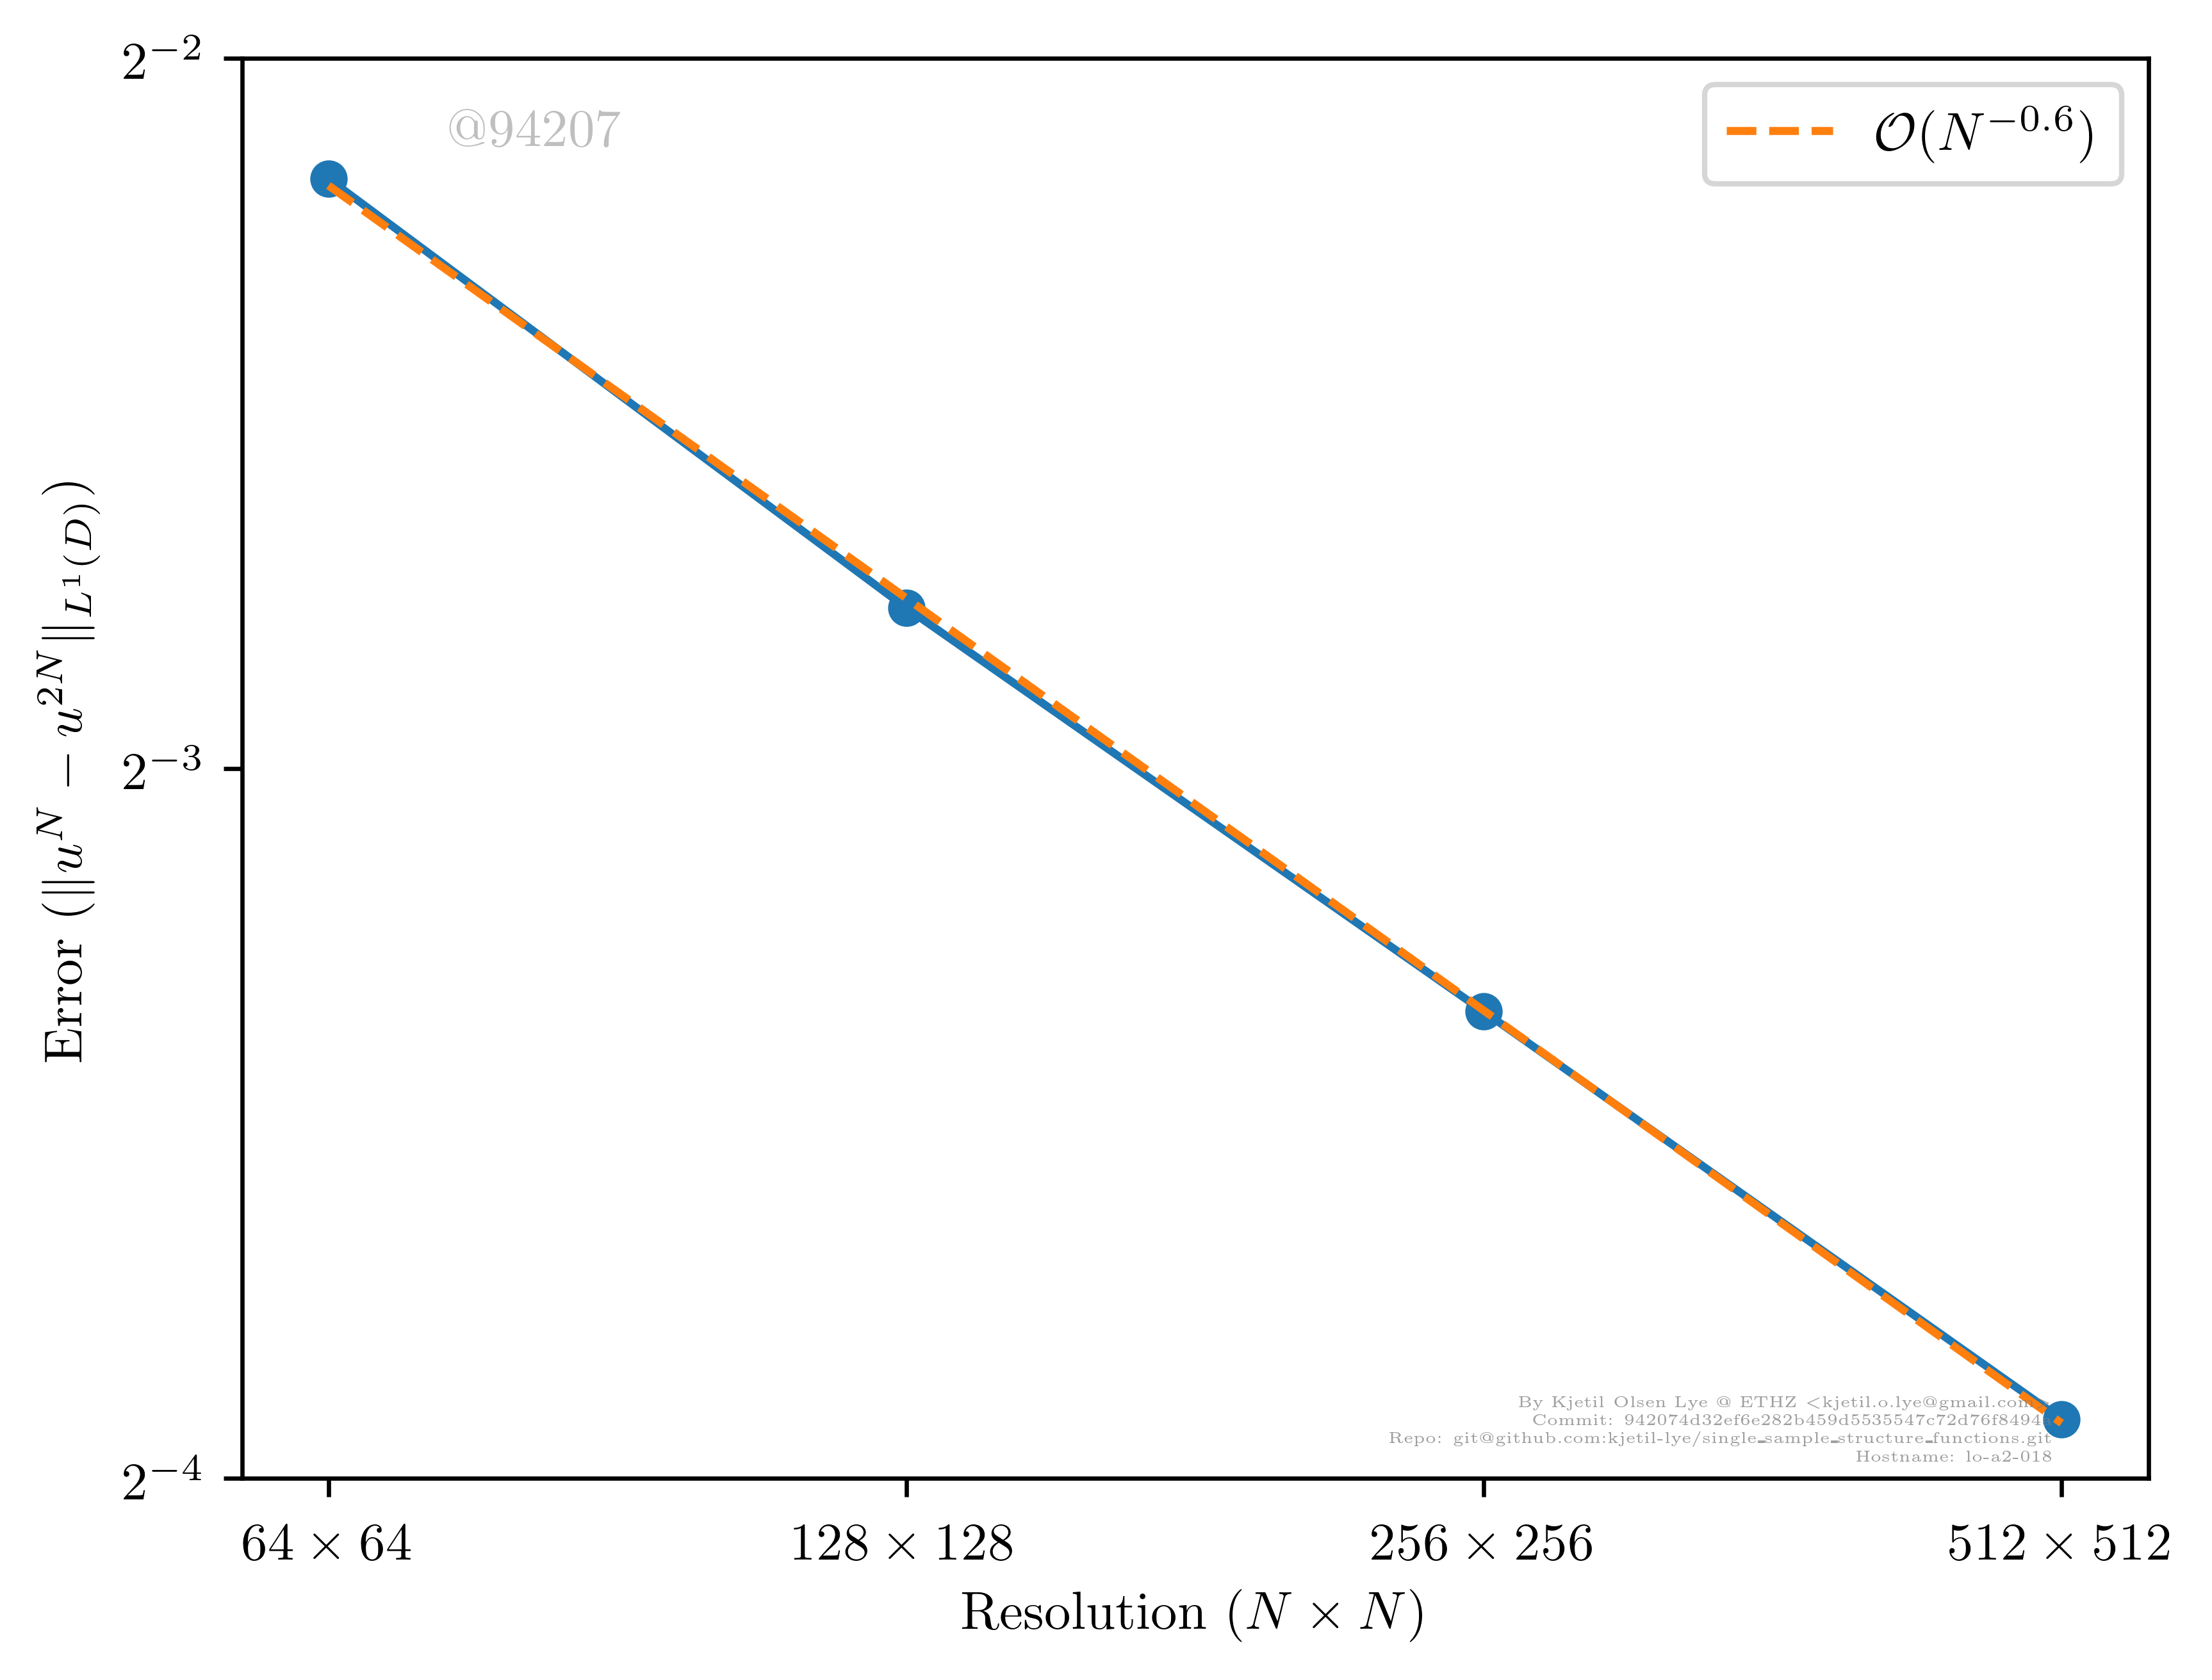 2^{-2}
@94207
O(N^{-0.6})
Error (||u^N − u^{2N}||_{L^1(D)})
2^{-3}
2^{-4}
By Kjetil Olsen Lye @ ETHZ <kjetil.o.lye@gmail.com>
Commit:
Repo: git@github.com:kjetil-lye/single_sample_structure_functions.git
Hostname: lo-a2-018
64 × 64
128 × 128
256 × 256
512 × 512
Resolution (N × N)